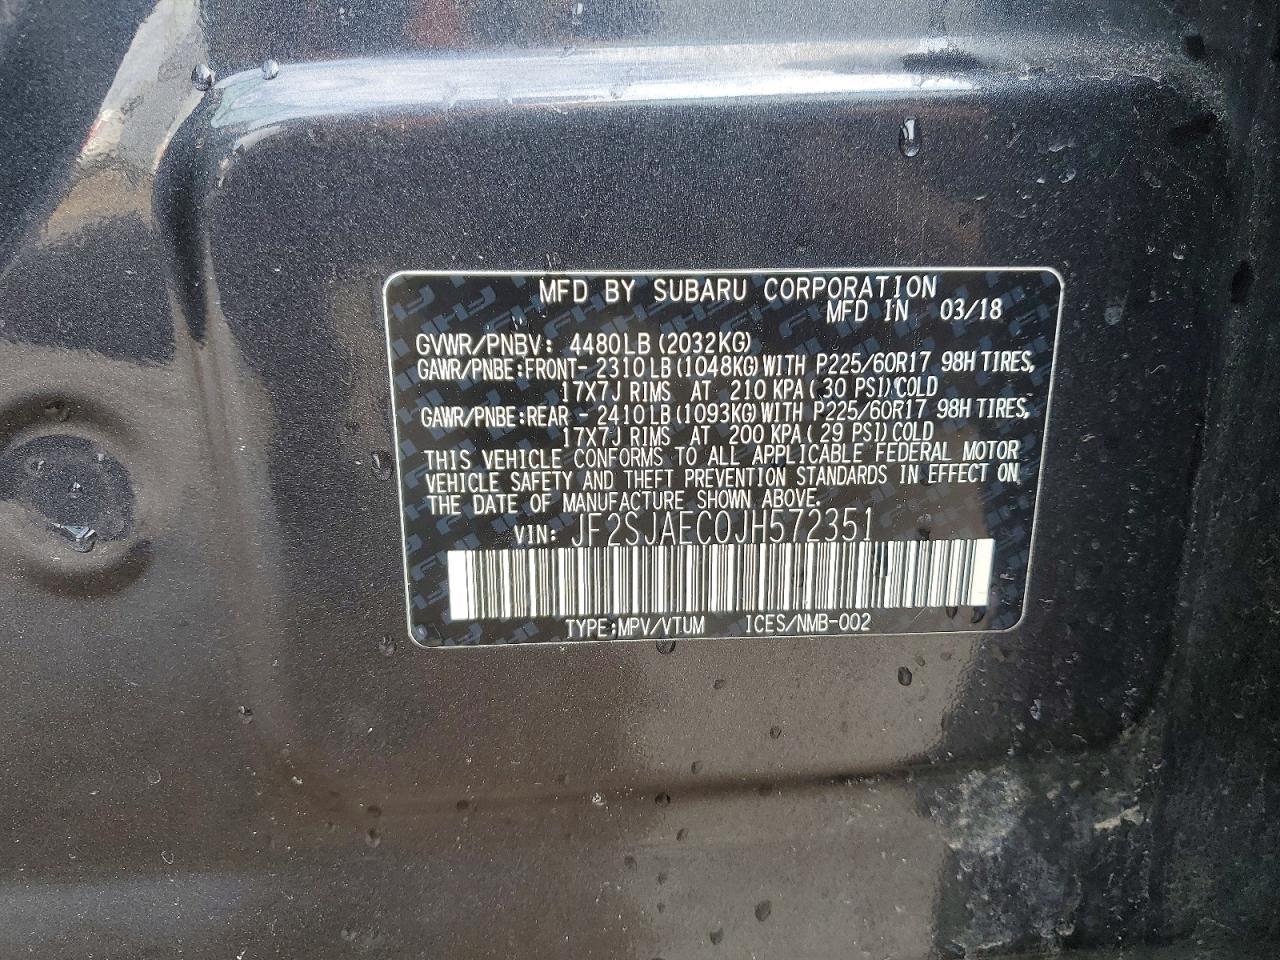 MFD BY SUBARU CORPORATION
MFD IN 03/18
GVWR/PNBV: 4480LB (2032KG)
GAWR/PNBE:FRONT- 2310LB (1048KG)WITH P225/60R17 98H TIRES,
17X7J RIMS AT 210 KPA( 30 PSI)COLD
GAWR/PNBE:REAR - 2410LB (1093KG)WITH P225/60R17 98H TIRES,
17X7J RIMS AT 200 KPA( 29 PSI)COLD
THIS VEHICLE CONFORMS TO ALL APPLICABLE FEDERAL MOTOR
VEHICLE SAFETY AND THEFT PREVENTION STANDARDS IN EFFECT ON
THE DATE OF MANUFACTURE SHOWN ABOVE.
VIN: JF2SJAEC0JH572351
TYPE:MPV/VTUM ICES/NMB-002